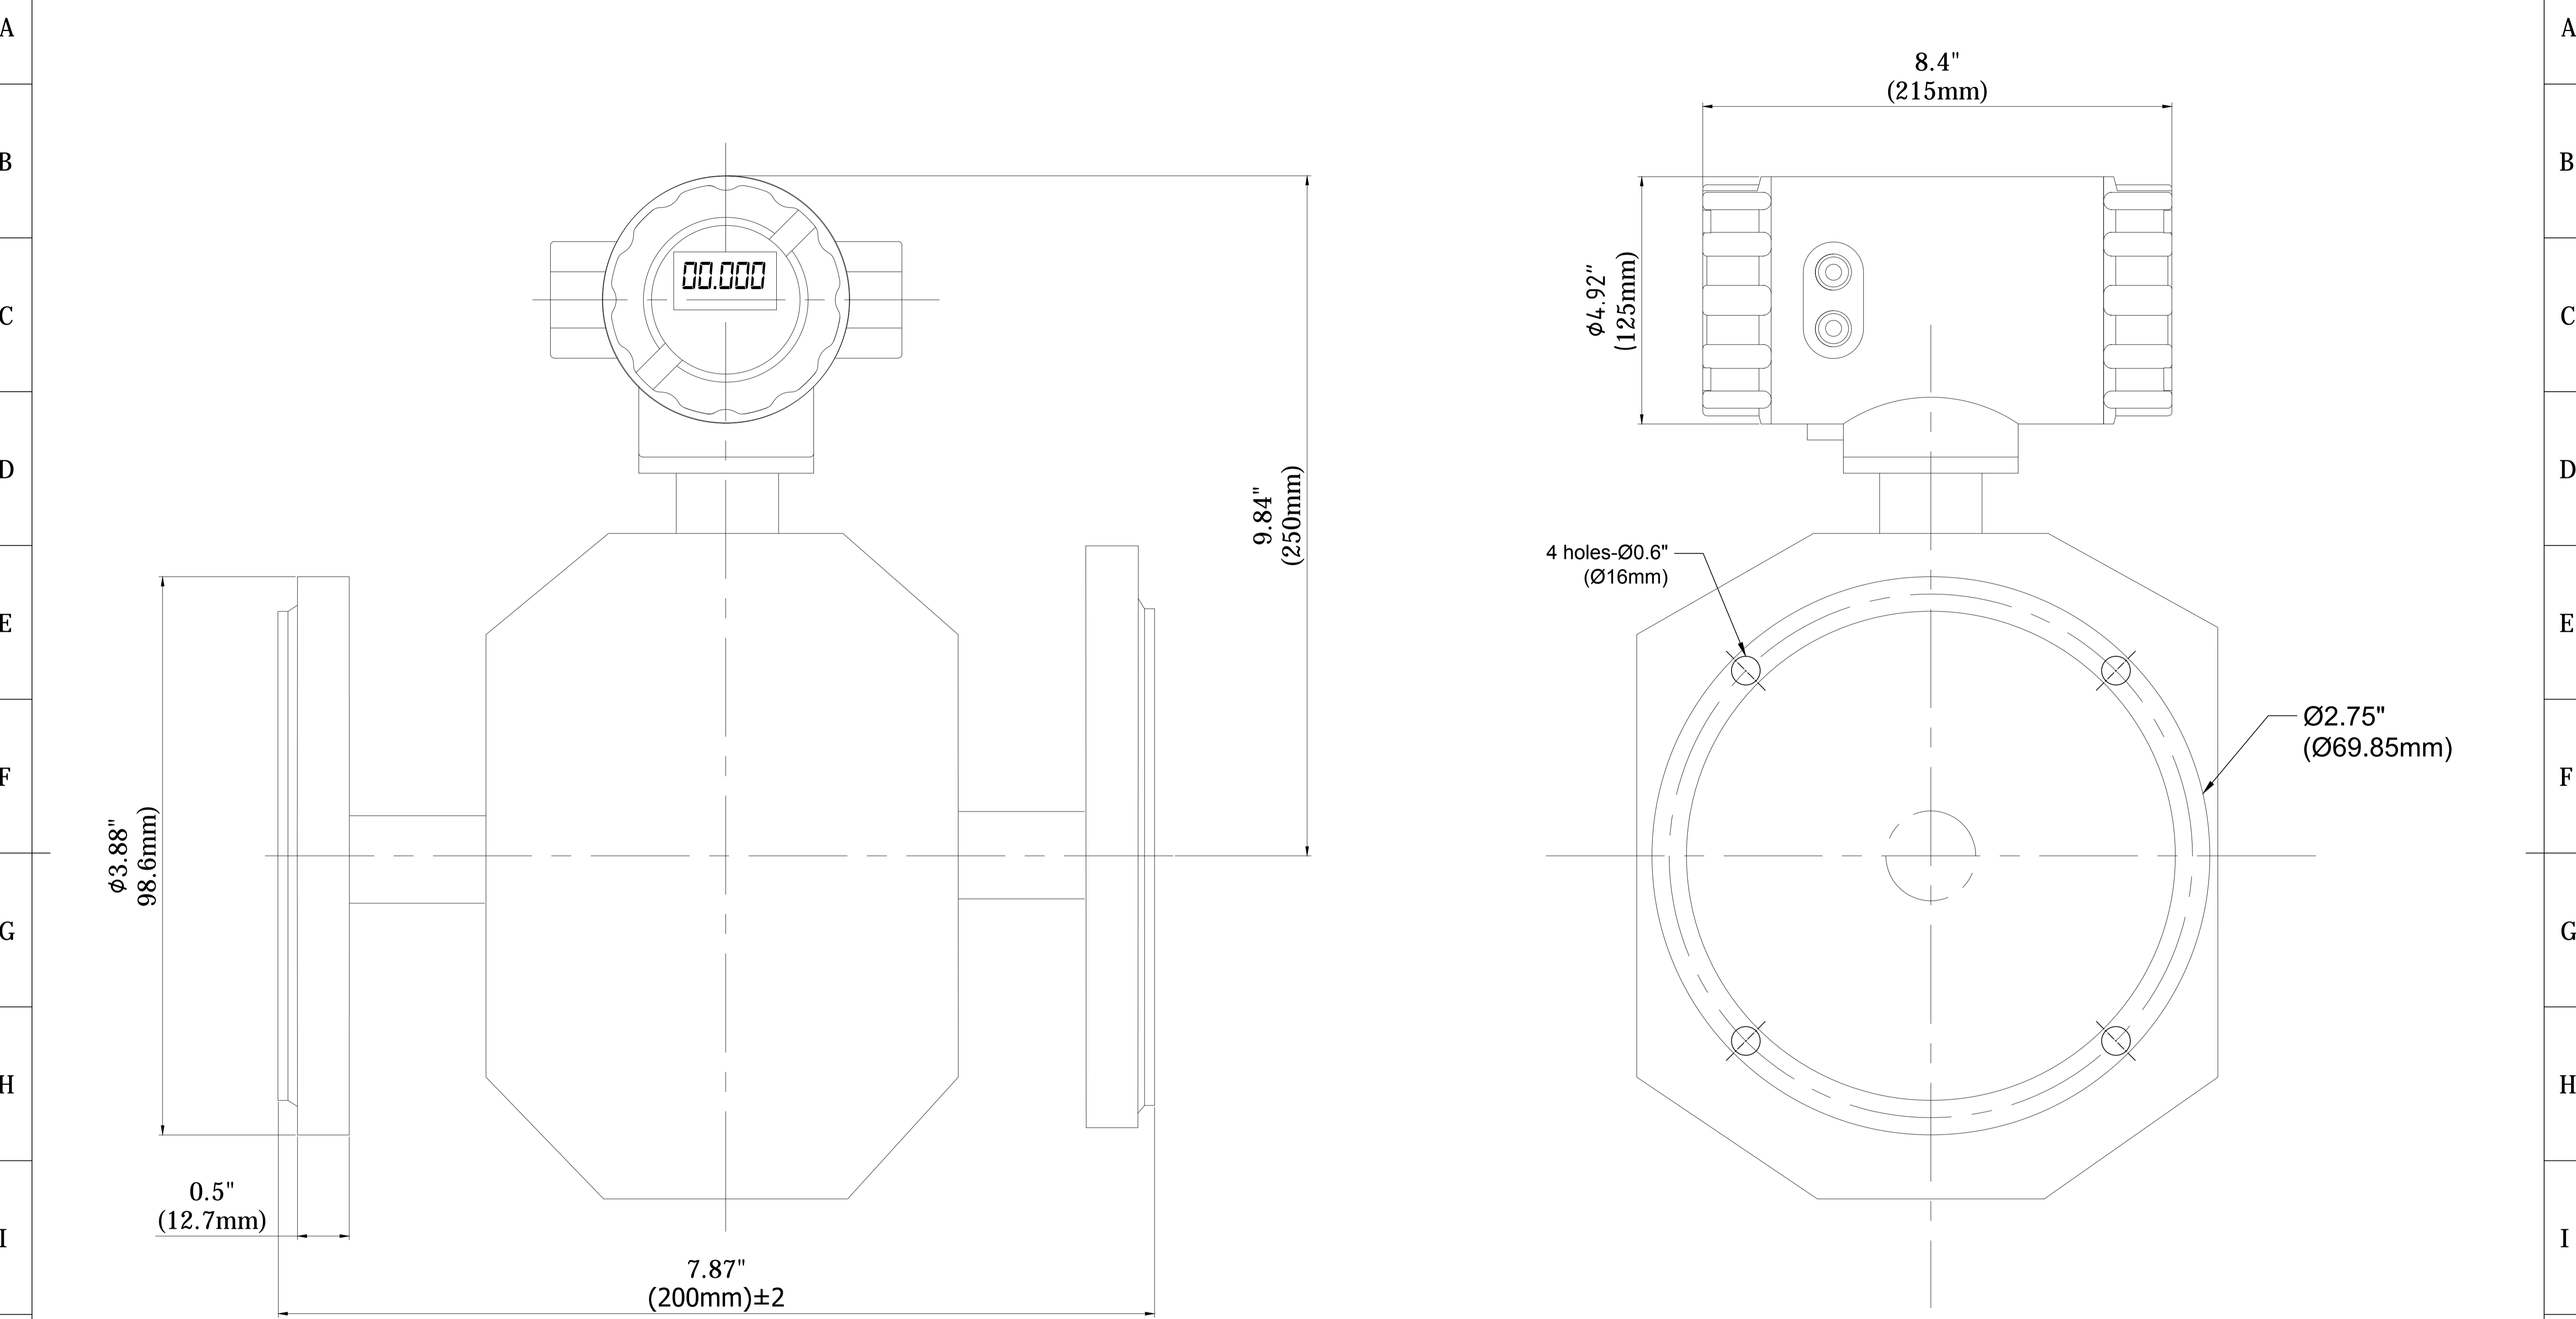 A
B
C
D
E
F
G
H
I
00.000
9.84"
(250mm)
ϕ3.88"
98.6mm)
0.5"
(12.7mm)
7.87"
(200mm)±2
8.4"
(215mm)
ϕ4.92"
(125mm)
4 holes-Ø0.6"
(Ø16mm)
Ø2.75"
(Ø69.85mm)
A
B
C
D
E
F
G
H
I